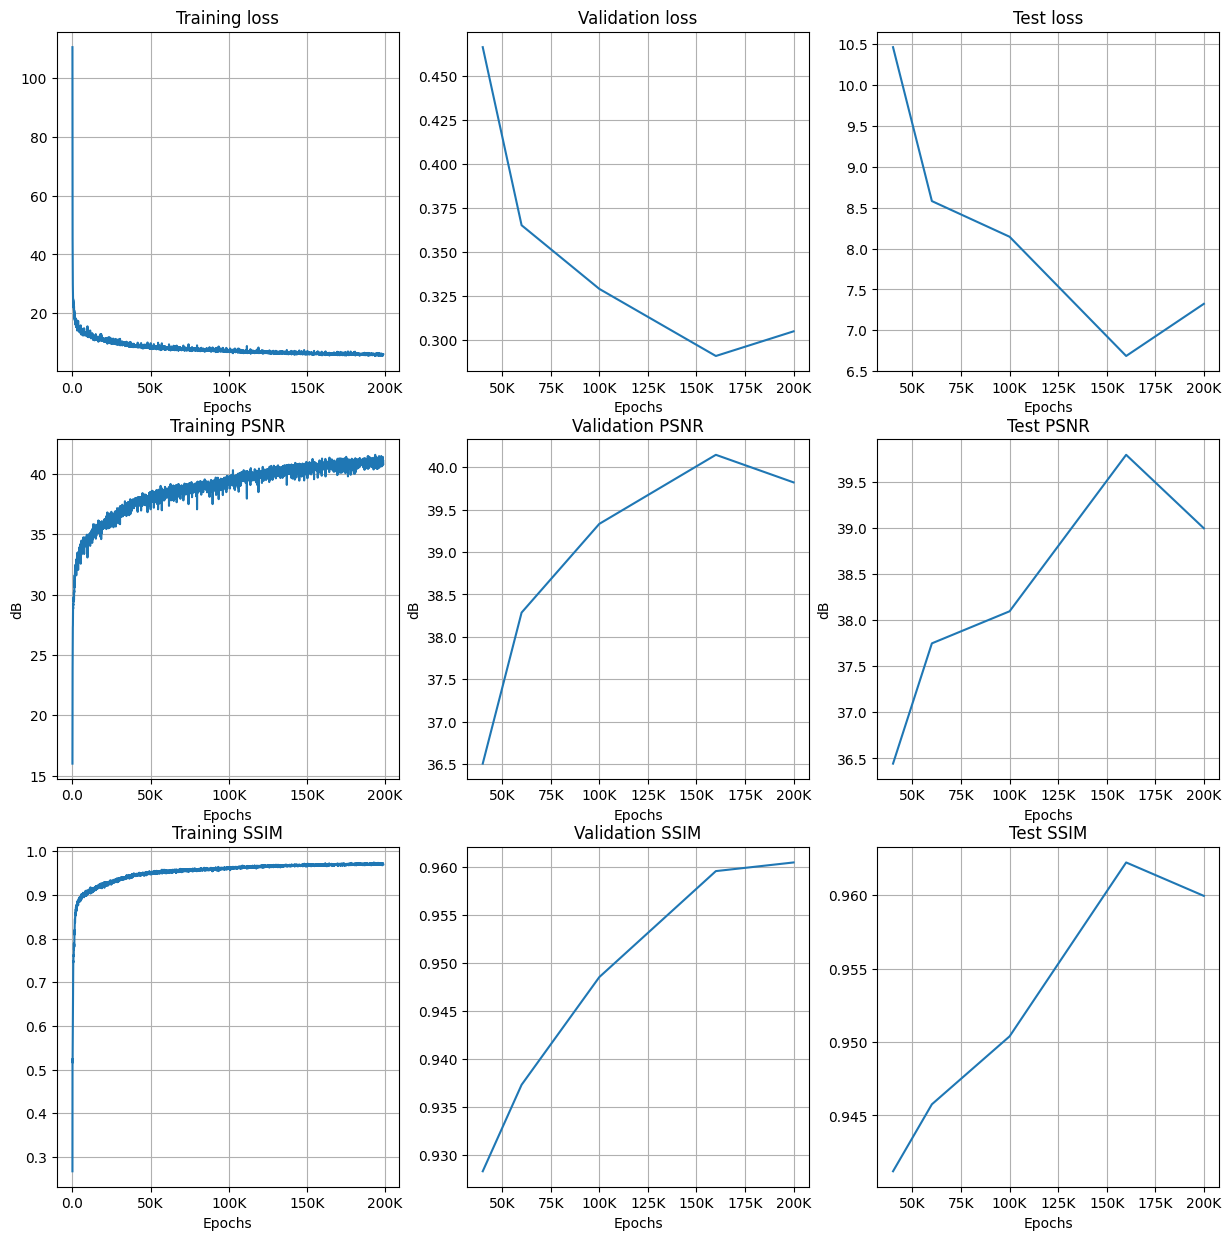 Training loss
Validation loss
Test loss
100
80
60
40
20
0.0 50K 100K 150K 200K
Epochs
0.450
0.425
0.400
0.375
0.350
0.325
0.300
50K 75K 100K 125K 150K 175K 200K
Epochs
10.5
10.0
9.5
9.0
8.5
8.0
7.5
7.0
6.5
50K 75K 100K 125K 150K 175K 200K
Epochs
Training PSNR
Validation PSNR
Test PSNR
dB
40
35
30
25
20
15
0.0 50K 100K 150K 200K
Epochs
dB
40.0
39.5
39.0
38.5
38.0
37.5
37.0
36.5
50K 75K 100K 125K 150K 175K 200K
Epochs
dB
39.5
39.0
38.5
38.0
37.5
37.0
36.5
50K 75K 100K 125K 150K 175K 200K
Epochs
Training SSIM
Validation SSIM
Test SSIM
1.0
0.9
0.8
0.7
0.6
0.5
0.4
0.3
0.0 50K 100K 150K 200K
Epochs
0.960
0.955
0.950
0.945
0.940
0.935
0.930
50K 75K 100K 125K 150K 175K 200K
Epochs
0.960
0.955
0.950
0.945
50K 75K 100K 125K 150K 175K 200K
Epochs